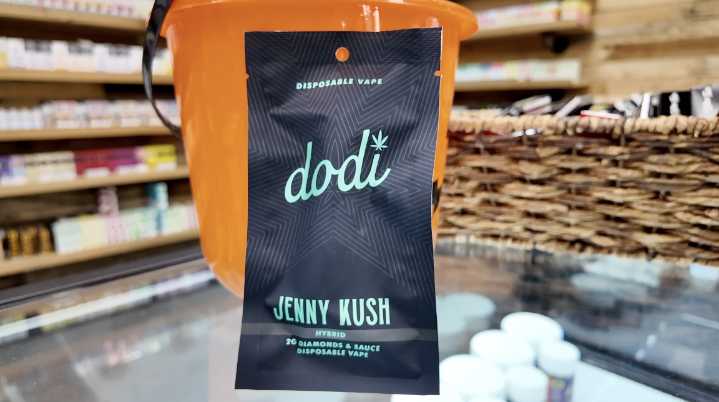 DISPOSABLE VAPE
dodi
JENNY KUSH
HYBRID
2G DIAMONDS & SAUCE
DISPOSABLE VAPE